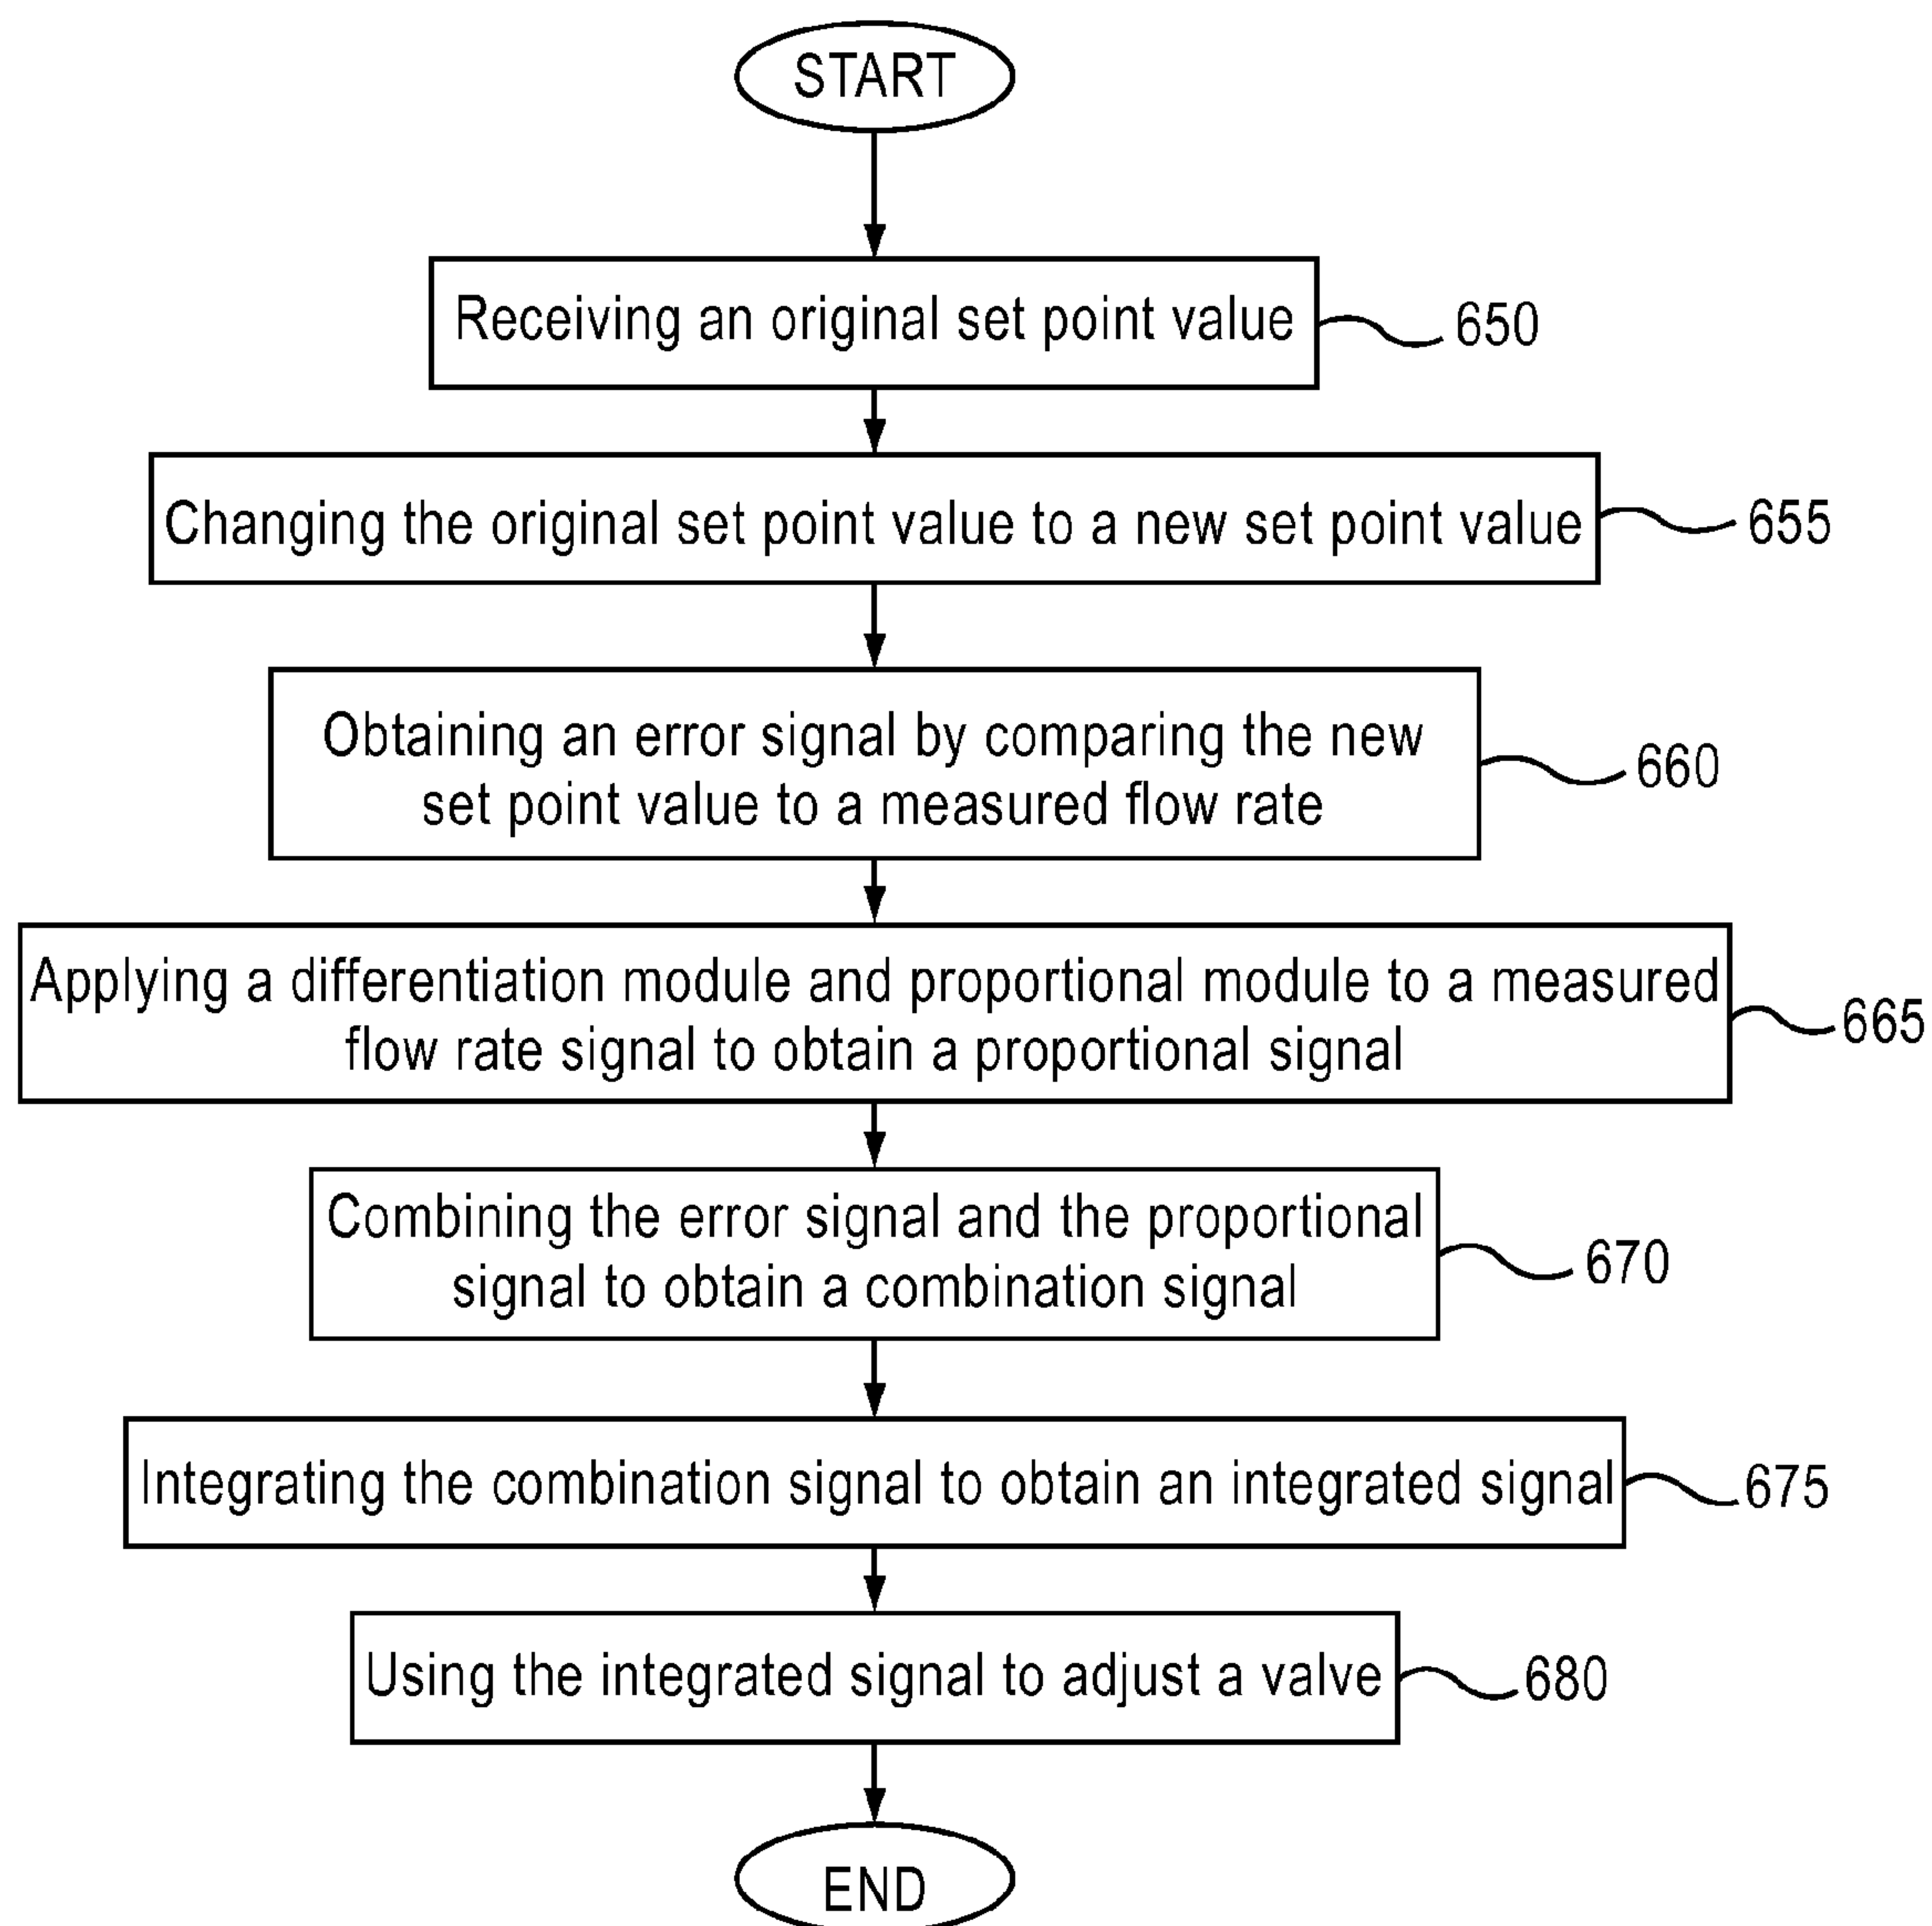 START
Receiving an original set point value
650
Changing the original set point value to a new set point value
655
Obtaining an error signal by comparing the new
set point value to a measured flow rate
660
Applying a differentiation module and proportional module to a measured
flow rate signal to obtain a proportional signal
665
Combining the error signal and the proportional
signal to obtain a combination signal
670
Integrating the combination signal to obtain an integrated signal
675
Using the integrated signal to adjust a valve
680
END